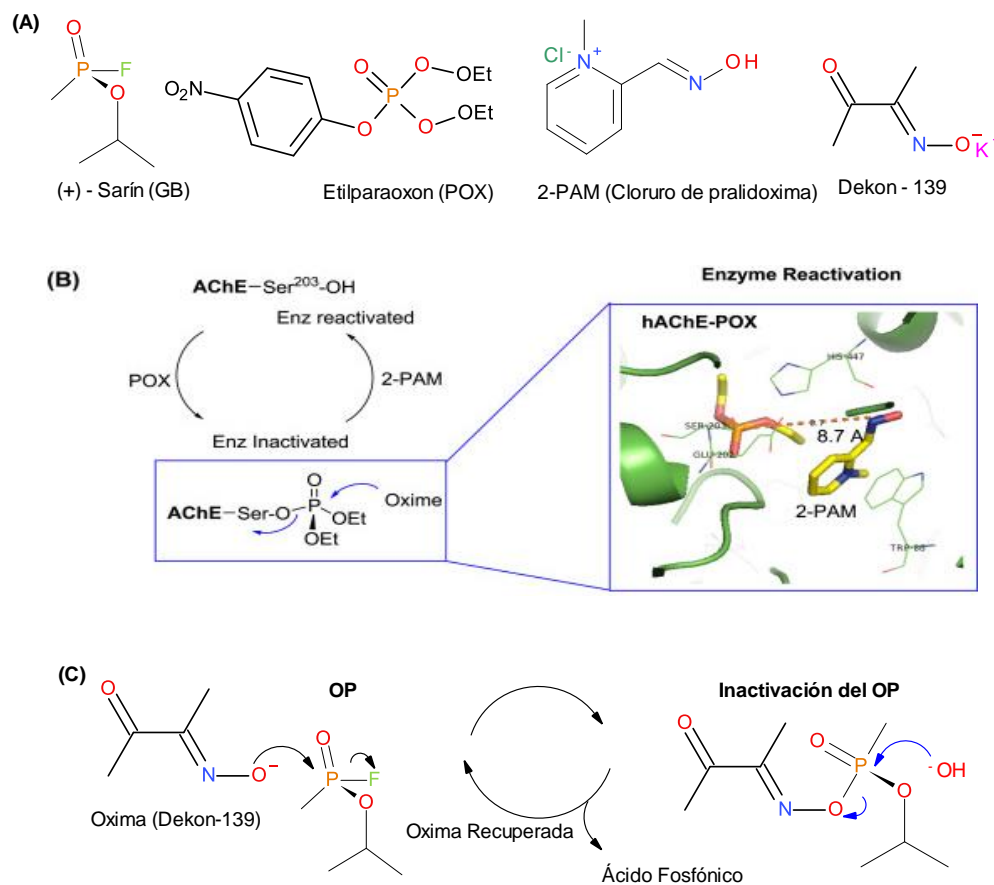 (A)
O
P
F
O
(+) - Sarín (GB)
O₂N
O
P
O
OEt
O
OEt
O
Etilparaoxon (POX)
Cl⁻
N⁺
N
OH
2-PAM (Cloruro de pralidoxima)
O
N
O⁻
K
Dekon - 139
(B)
AChE–Ser²⁰³-OH
Enz reactivated
POX
2-PAM
Enz Inactivated
O
AChE–Ser-O
P
OEt
OEt
Oxime
Enzyme Reactivation
hAChE-POX
HIS 447
8.7 A
2-PAM
(C)
O
N
O⁻
Oxima (Dekon-139)
OP
O
P
F
O
Oxima Recuperada
Ácido Fosfónico
Inactivación del OP
O
N
O
O
P
O
⁻OH